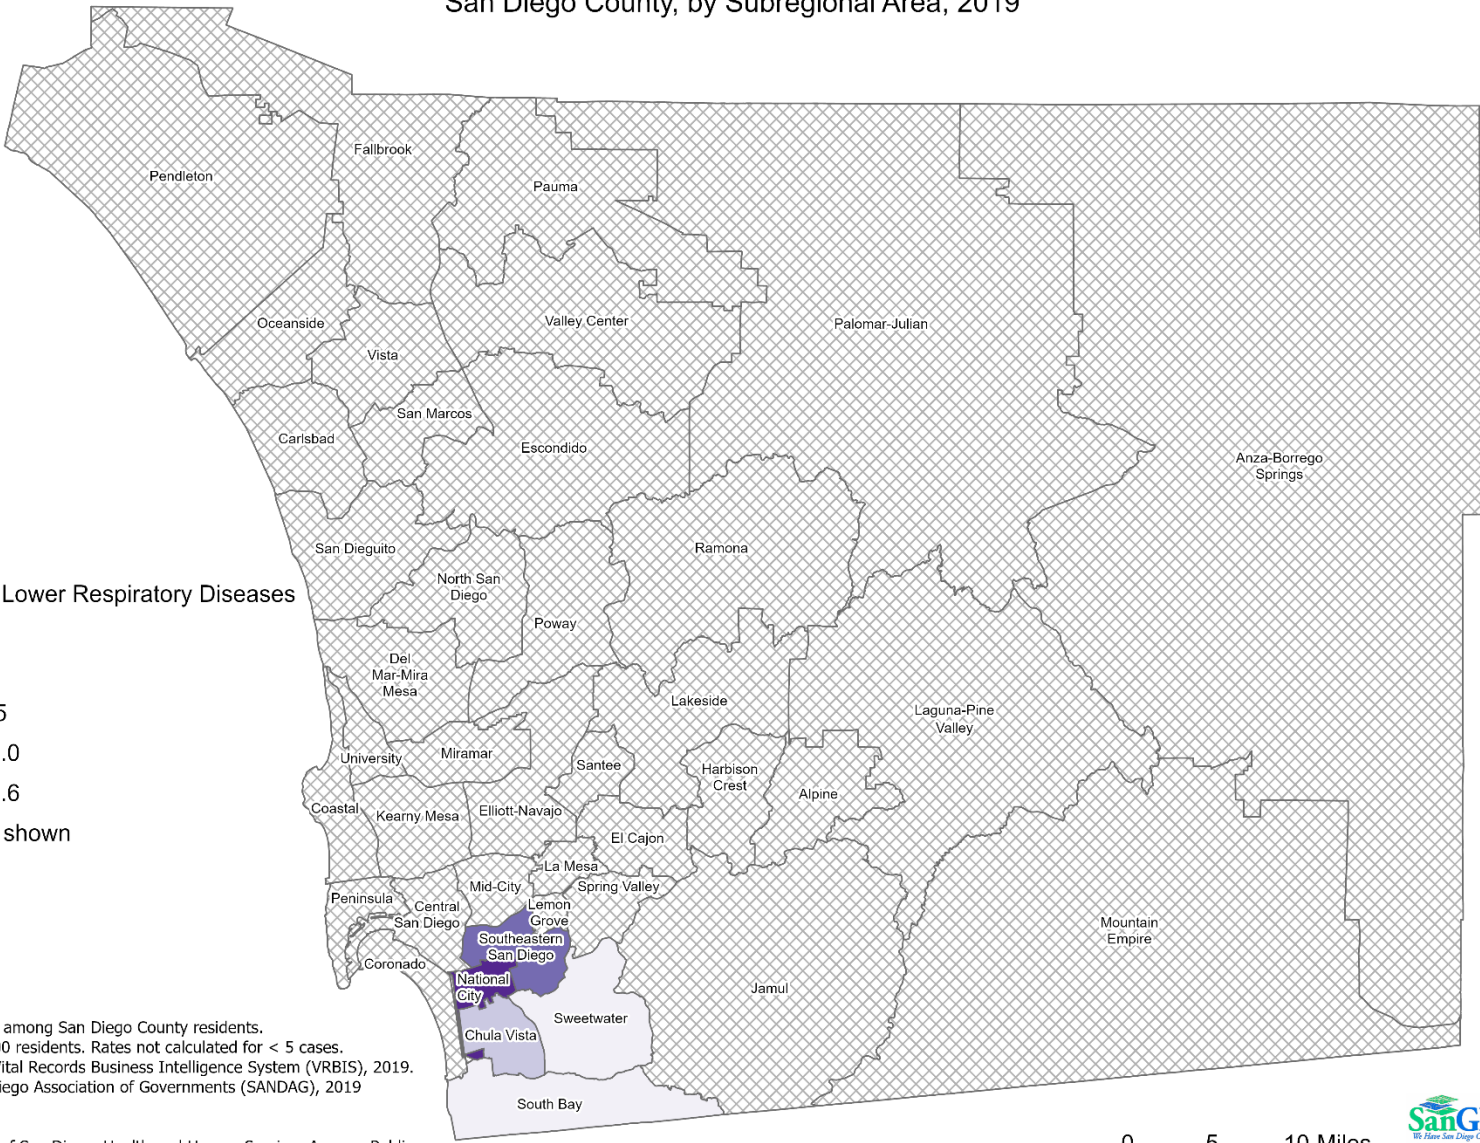 San Diego County, by Subregional Area, 2019
Fallbrook
Pendleton
Pauma
Oceanside
Valley Center
Palomar-Julian
Vista
San Marcos
Carlsbad
Escondido
Anza-Borrego
Springs
San Dieguito
Ramona
North San
Diego
Lower Respiratory Diseases
Poway
Del
Mar-Mira
Mesa
Lakeside
Laguna-Pine
Valley
5
.0
.6
shown
University
Miramar
Santee
Harbison
Crest
Alpine
Coastal
Kearny Mesa
Elliott-Navajo
El Cajon
La Mesa
Mid-City
Spring Valley
Peninsula
Central
San Diego
Lemon
Grove
Southeastern
San Diego
Mountain
Empire
Coronado
National
City
Jamul
Sweetwater
Chula Vista
South Bay
among San Diego County residents.
0 residents. Rates not calculated for < 5 cases.
Vital Records Business Intelligence System (VRBIS), 2019.
iego Association of Governments (SANDAG), 2019
0 5 10 Miles
SanG
We Have San Diego